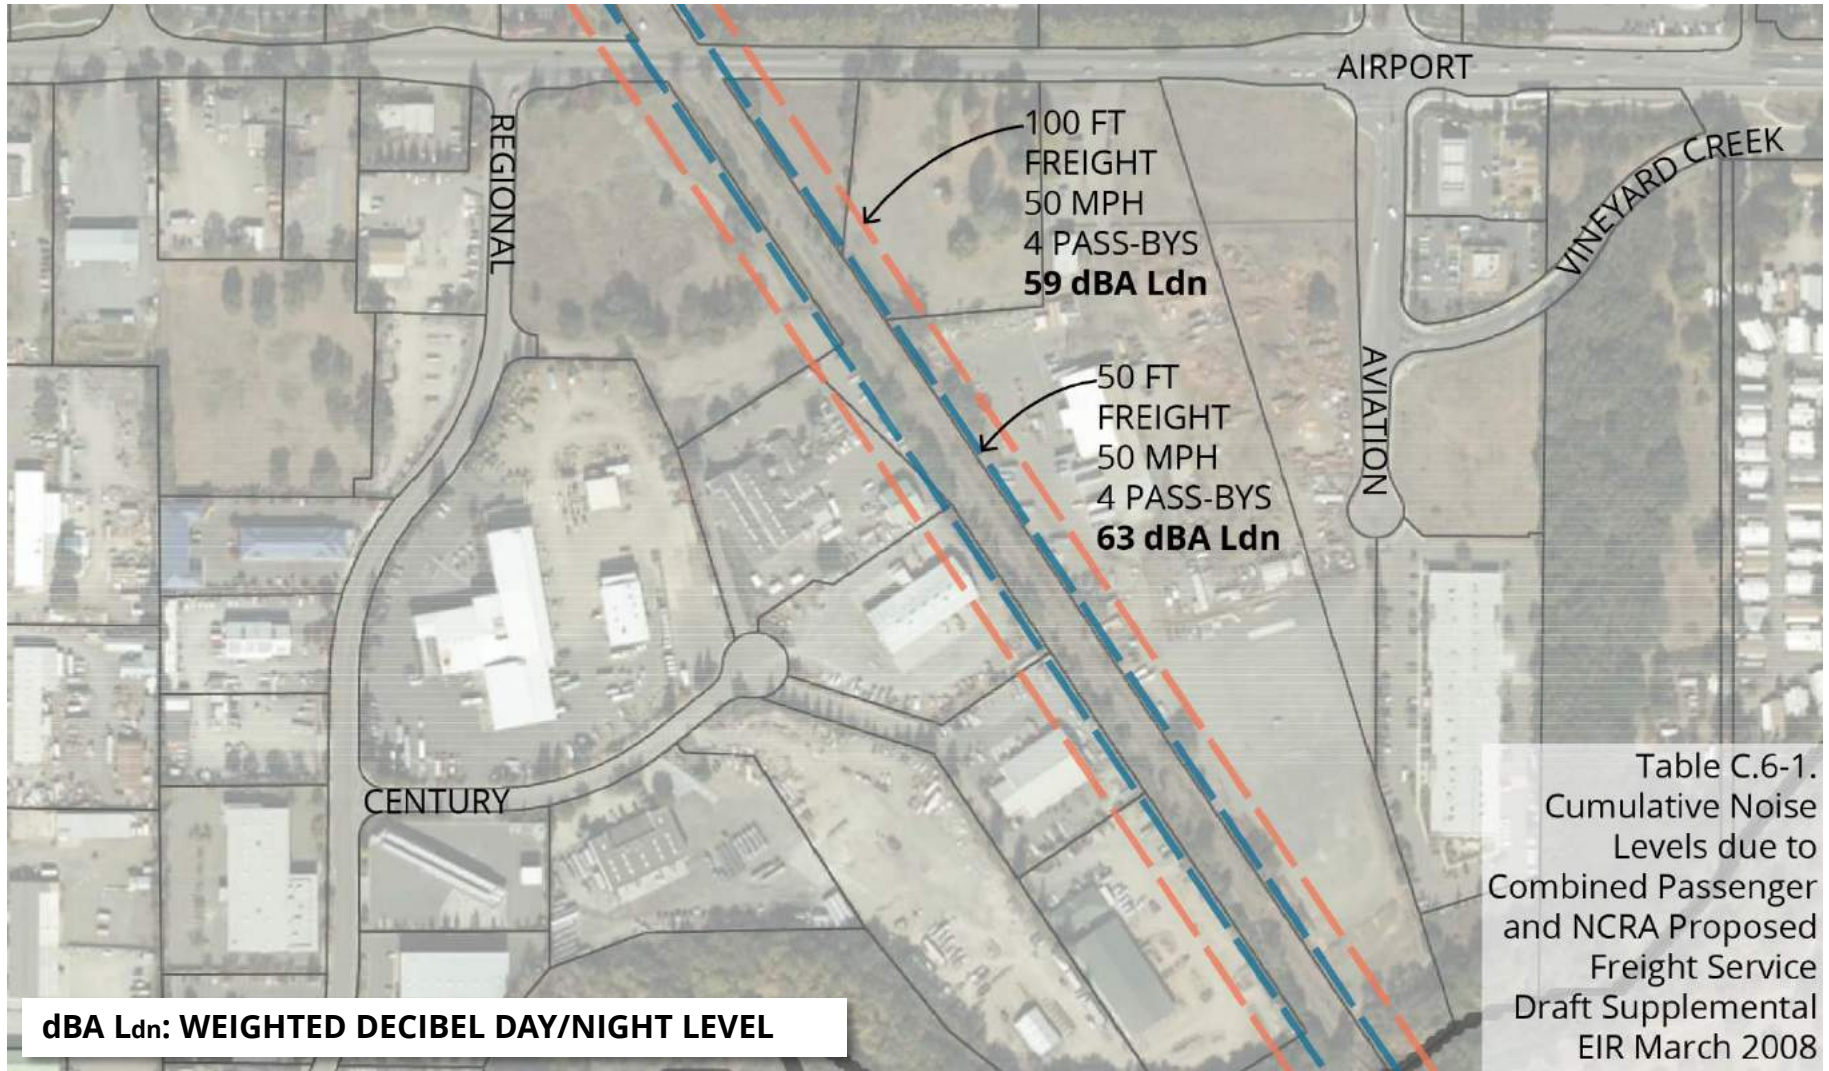 AIRPORT
REGIONAL
100 FT
FREIGHT
50 MPH
4 PASS-BYS
59 dBA Ldn
VINEYARD CREEK
50 FT
FREIGHT
50 MPH
4 PASS-BYS
63 dBA Ldn
AVIATION
CENTURY
Table C.6-1.
Cumulative Noise
Levels due to
Combined Passenger
and NCRA Proposed
Freight Service
Draft Supplemental
EIR March 2008
dBA Ldn: WEIGHTED DECIBEL DAY/NIGHT LEVEL